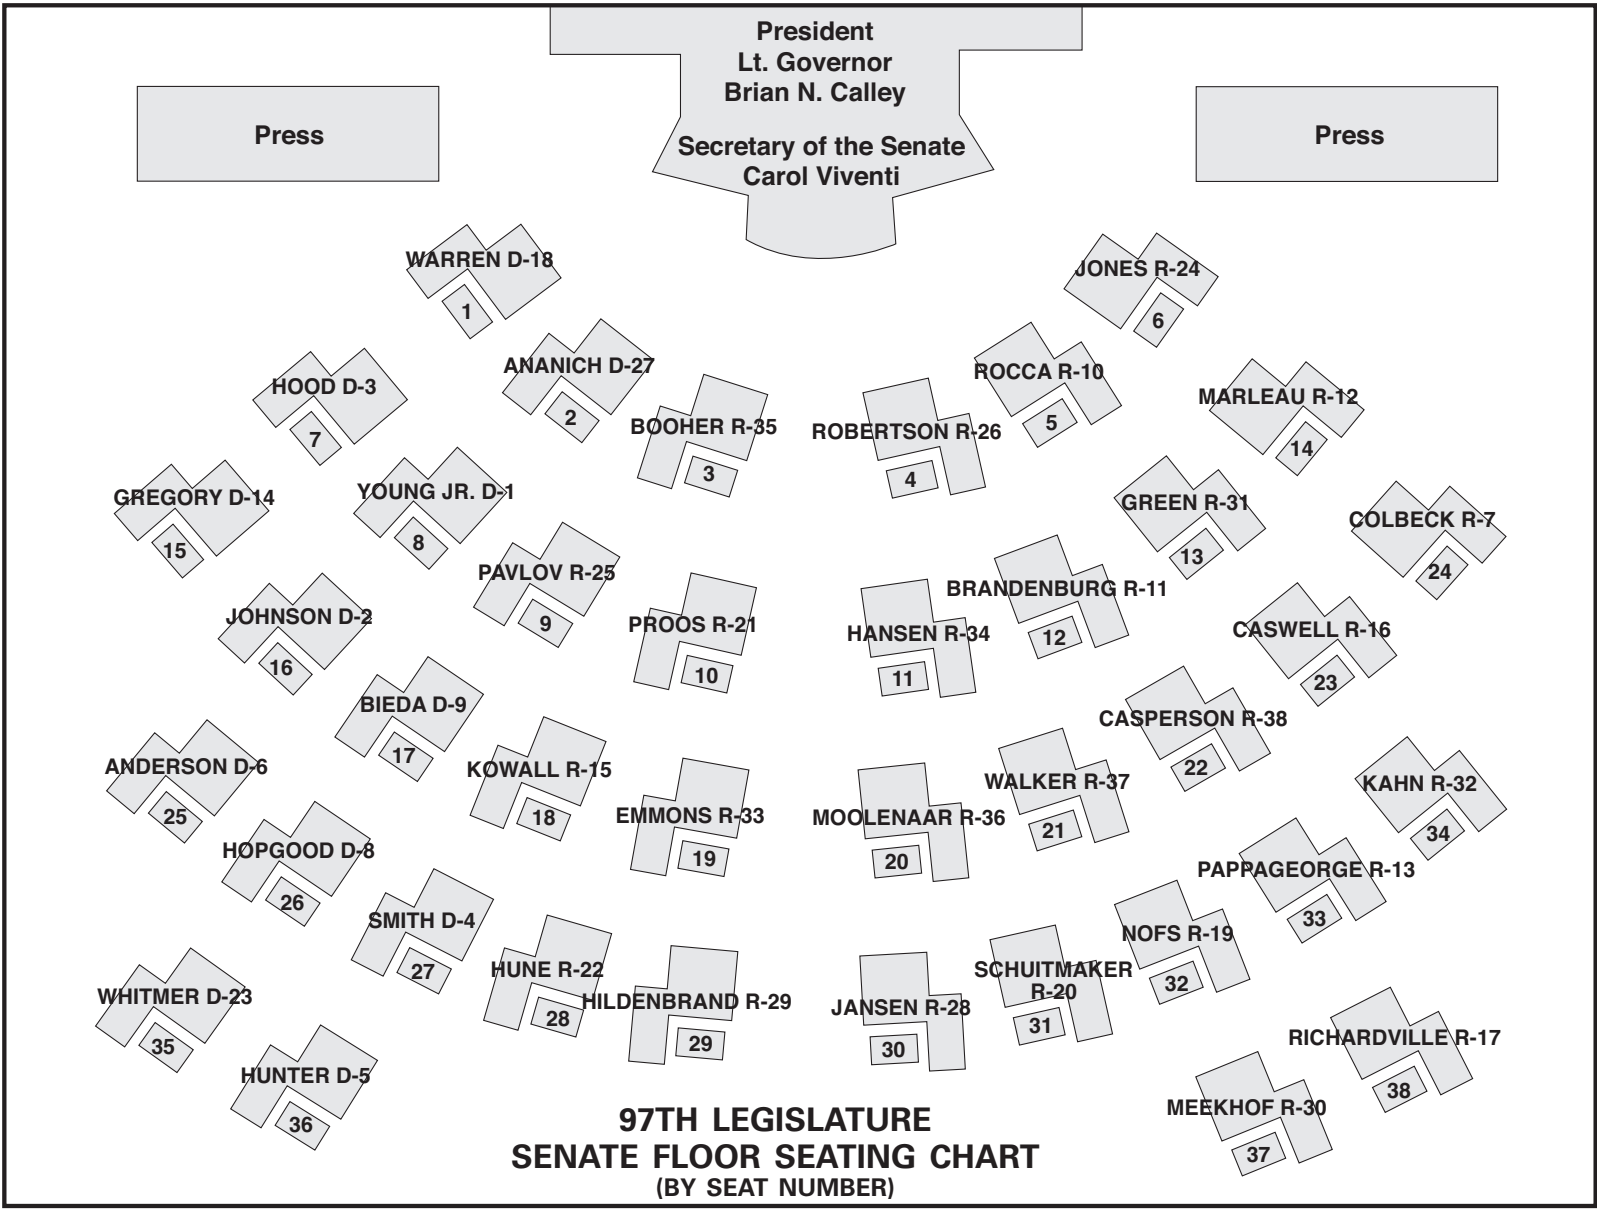 President
Lt. Governor
Brian N. Calley
Secretary of the Senate
Carol Viventi
Press
Press
WARREN D-18
1
ANANICH D-27
2
BOOHER R-35
3
ROBERTSON R-26
4
ROCCA R-10
5
JONES R-24
6
HOOD D-3
7
YOUNG JR. D-1
8
PAVLOV R-25
9
PROOS R-21
10
HANSEN R-34
11
BRANDENBURG R-11
12
GREEN R-31
13
MARLEAU R-12
14
GREGORY D-14
15
JOHNSON D-2
16
BIEDA D-9
17
KOWALL R-15
18
EMMONS R-33
19
MOOLENAAR R-36
20
WALKER R-37
21
CASPERSON R-38
22
CASWELL R-16
23
COLBECK R-7
24
ANDERSON D-6
25
HOPGOOD D-8
26
SMITH D-4
27
HUNE R-22
28
HILDENBRAND R-29
29
JANSEN R-28
30
SCHUITMAKER
R-20
31
NOFS R-19
32
PAPPAGEORGE R-13
33
KAHN R-32
34
WHITMER D-23
35
HUNTER D-5
36
MEEKHOF R-30
37
RICHARDVILLE R-17
38
97TH LEGISLATURE
SENATE FLOOR SEATING CHART
(BY SEAT NUMBER)